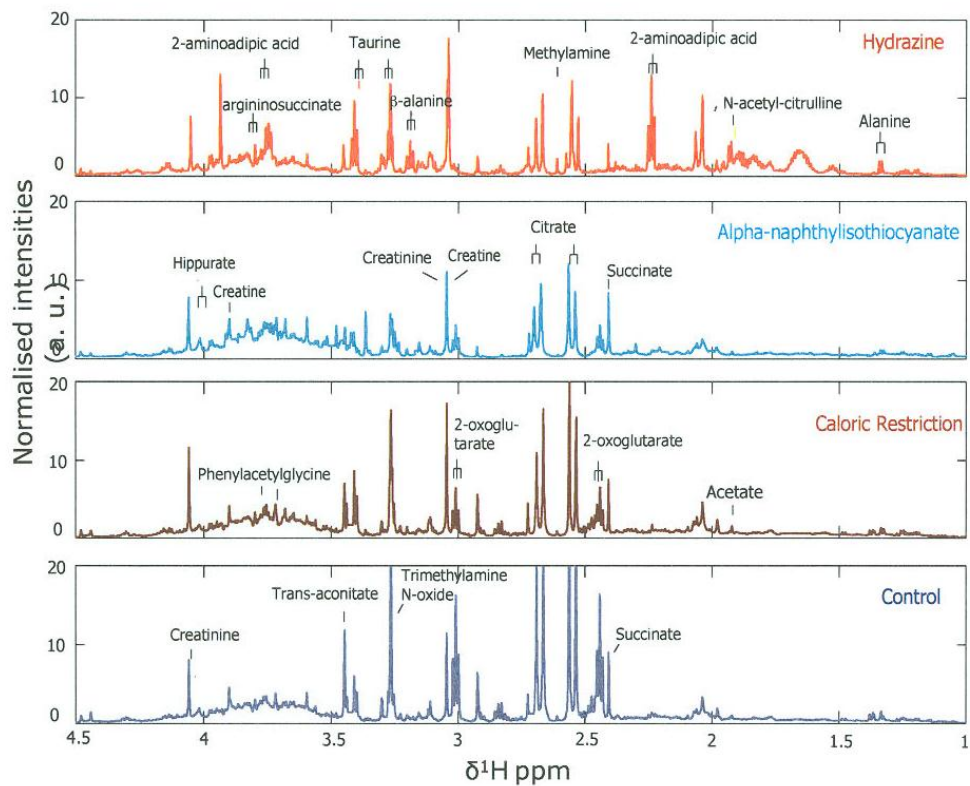 20
2-aminoadipic acid
Taurine
Methylamine
2-aminoadipic acid
Hydrazine
10
argininosuccinate
β-alanine
N-acetyl-citrulline
Alanine
0
20
Alpha-naphthylisothiocyanate
Citrate
Hippurate
Creatinine
Creatine
Succinate
10
Creatine
0
20
Caloric Restriction
2-oxoglu-
tarate
2-oxoglutarate
10
Phenylacetylglycine
Acetate
0
20
Trans-aconitate
Trimethylamine
N-oxide
Control
10
Creatinine
Succinate
0
4.5 4 3.5 3 2.5 2 1.5 1
δ¹H ppm
Normalised intensities
(a. u.)